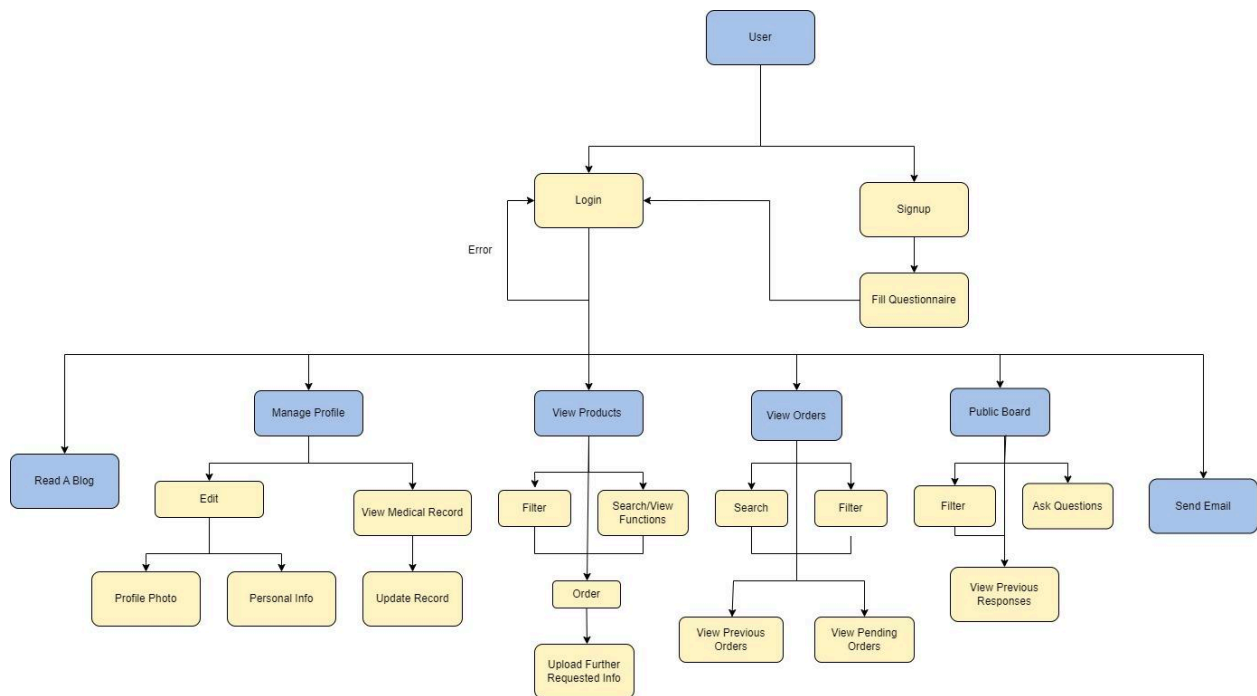 User
Login
Signup
Error
Fill Questionnaire
Manage Profile
View Products
View Orders
Public Board
Read A Blog
Edit
View Medical Record
Filter
Search/View
Functions
Search
Filter
Filter
Ask Questions
Send Email
Profile Photo
Personal Info
Update Record
Order
View Previous
Responses
Upload Further
Requested Info
View Previous
Orders
View Pending
Orders